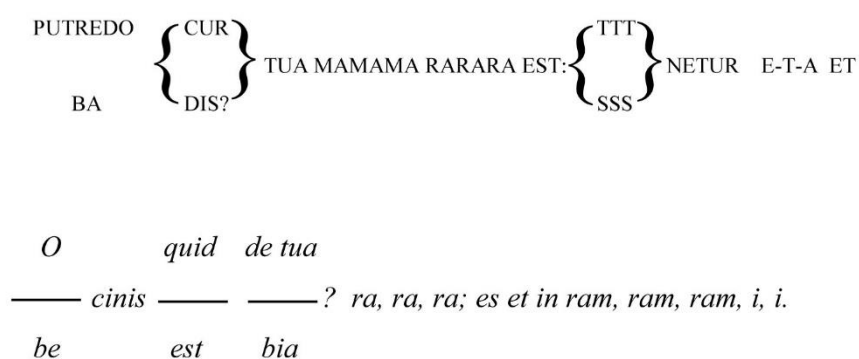 PUTREDO { CUR } TTT
TUA MAMAMA RARARA EST: { } NETUR E-T-A ET
BA { DIS? } SSS
O quid de tua
cinis ? ra, ra, ra; es et in ram, ram, ram, i, i.
be est bia